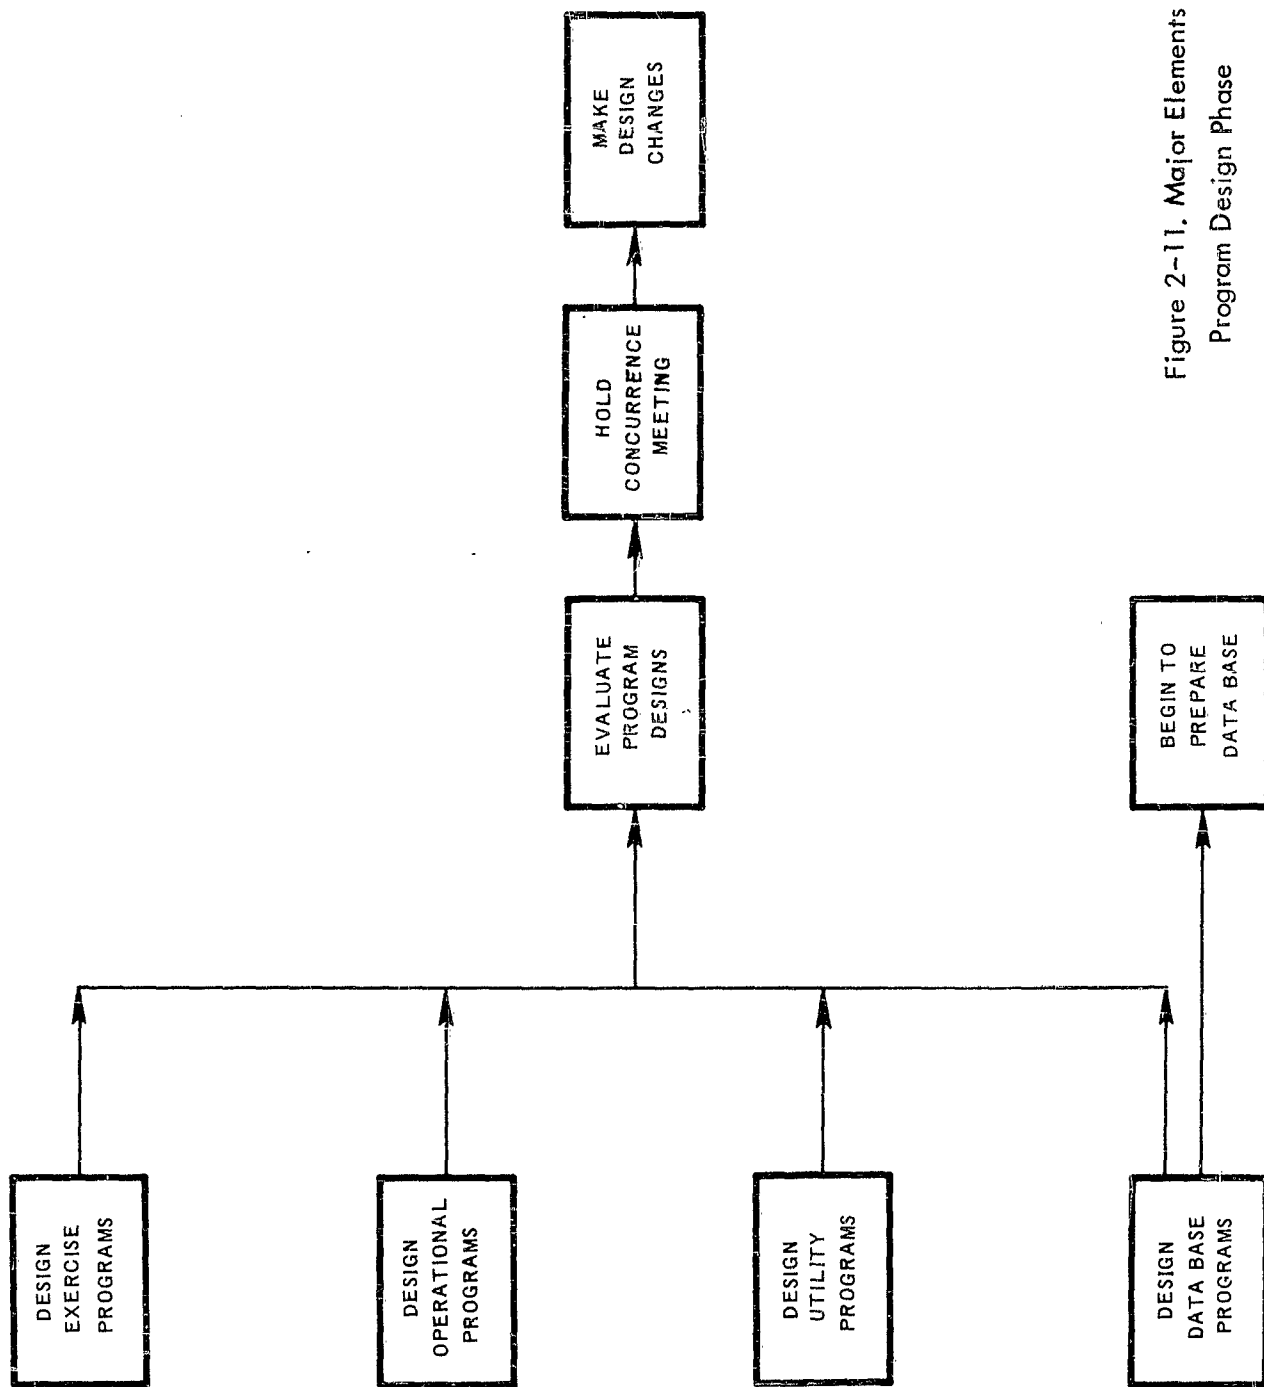 DESIGN
EXERCISE
PROGRAMS
DESIGN
OPERATIONAL
PROGRAMS
DESIGN
UTILITY
PROGRAMS
DESIGN
DATA BASE
PROGRAMS
EVALUATE
PROGRAM
DESIGNS
HOLD
CONCURRENCE
MEETING
MAKE
DESIGN
CHANGES
BEGIN TO
PREPARE
DATA BASE
Figure 2-11. Major Elements
Program Design Phase